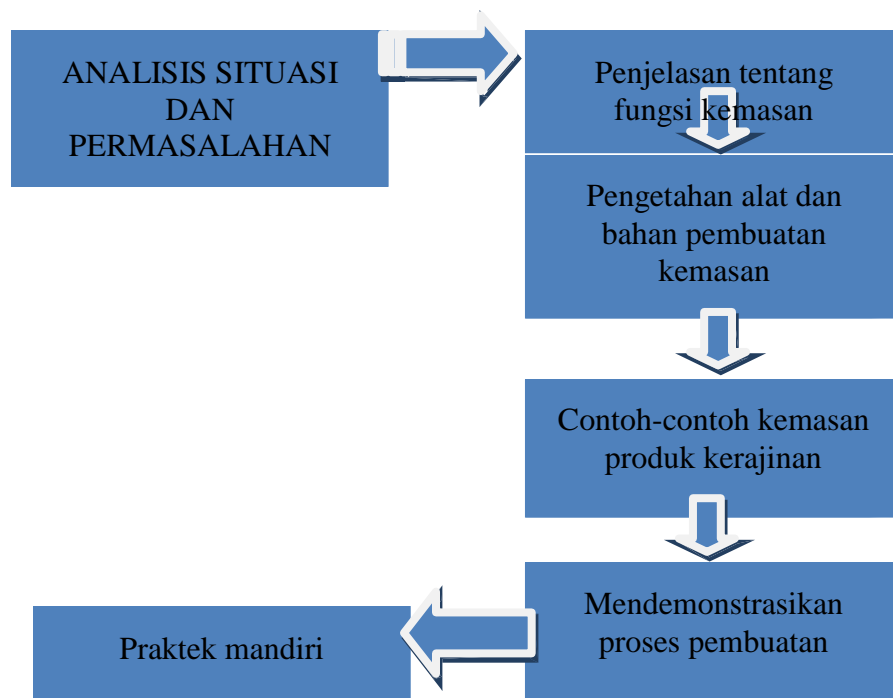 ANALISIS SITUASI
DAN
PERMASALAHAN
Penjelasan tentang
fungsi kemasan
Pengetahan alat dan
bahan pembuatan
kemasan
Contoh-contoh kemasan
produk kerajinan
Mendemonstrasikan
proses pembuatan
Praktek mandiri